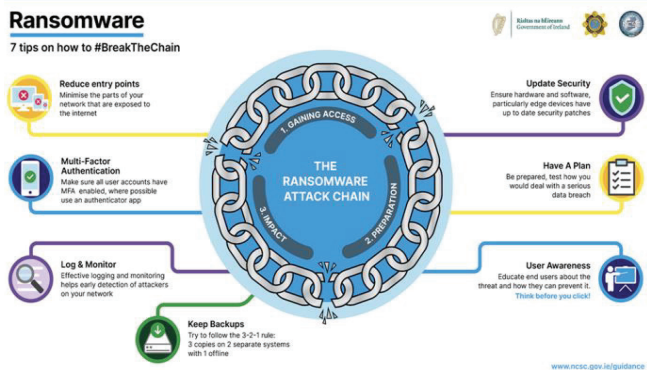 Ransomware
7 tips on how to #BreakTheChain
Rialtas na hÉireann
Government of Ireland
Reduce entry points
Minimise the parts of your
network that are exposed to
the internet
Multi-Factor
Authentication
Make sure all user accounts have
MFA enabled, where possible
use an authenticator app
Log & Monitor
Effective logging and monitoring
helps early detection of attackers
on your network
Keep Backups
Try to follow the 3-2-1 rule:
3 copies on 2 separate systems
with 1 offline
1. GAINING ACCESS
THE
RANSOMWARE
ATTACK CHAIN
2. PREPARATION
3. IMPACT
Update Security
Ensure hardware and software,
particularly edge devices have
up to date security patches
Have A Plan
Be prepared, test how you
would deal with a serious
data breach
User Awareness
Educate end users about the
threat and how they can prevent it.
Think before you click!
www.ncsc.gov.ie/guidance